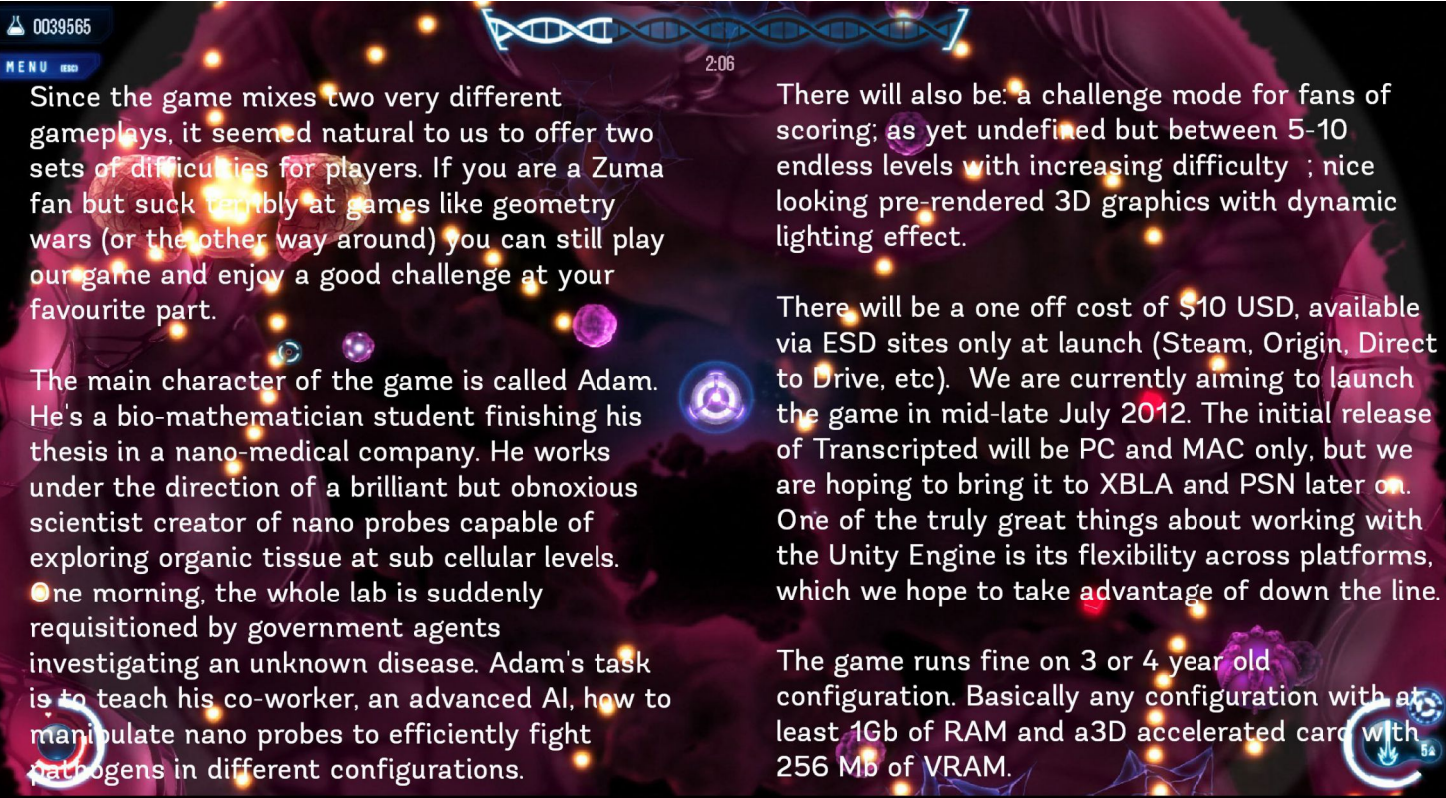 0039565
MENU (ESC)
2:06
Since the game mixes two very different
gameplays, it seemed natural to us to offer two
sets of difficulties for players. If you are a Zuma
fan but suck terribly at games like geometry
wars (or the other way around) you can still play
our game and enjoy a good challenge at your
favourite part.
The main character of the game is called Adam.
He's a bio-mathematician student finishing his
thesis in a nano-medical company. He works
under the direction of a brilliant but obnoxious
scientist creator of nano probes capable of
exploring organic tissue at sub cellular levels.
One morning, the whole lab is suddenly
requisitioned by government agents
investigating an unknown disease. Adam's task
is to teach his co-worker, an advanced AI, how to
manipulate nano probes to efficiently fight
pathogens in different configurations.
There will also be: a challenge mode for fans of
scoring; as yet undefined but between 5-10
endless levels with increasing difficulty  ; nice
looking pre-rendered 3D graphics with dynamic
lighting effect.
There will be a one off cost of $10 USD, available
via ESD sites only at launch (Steam, Origin, Direct
to Drive, etc).  We are currently aiming to launch
the game in mid-late July 2012. The initial release
of Transcripted will be PC and MAC only, but we
are hoping to bring it to XBLA and PSN later on.
One of the truly great things about working with
the Unity Engine is its flexibility across platforms,
which we hope to take advantage of down the line.
The game runs fine on 3 or 4 year old
configuration. Basically any configuration with at
least 1Gb of RAM and a3D accelerated card with
256 Mb of VRAM.